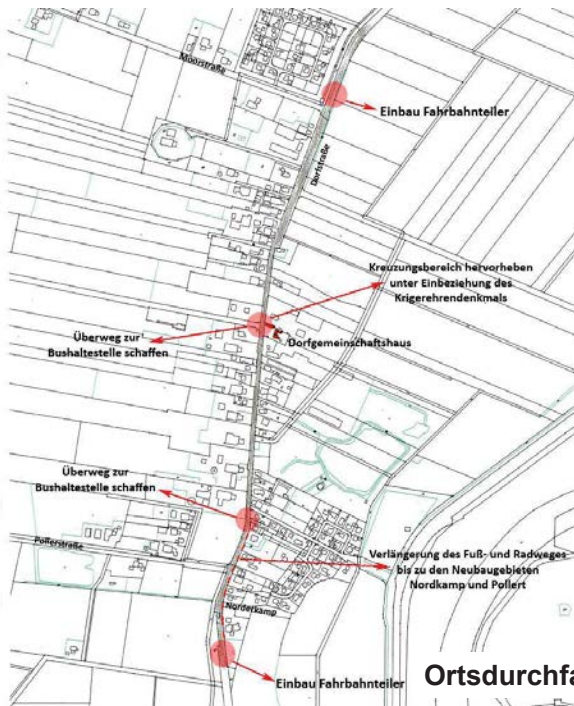 Moorstraße
Einbau Fahrbahnteiler
Dorfstraße
Kreuzungsbereich hervorheben
unter Einbeziehung des
Krigerehrendenkmals
Überweg zur
Bushaltestelle schaffen
Dorfgemeinschaftshaus
Überweg zur
Bushaltestelle schaffen
Pollerstraße
Verlängerung des Fuß- und Radweges
bis zu den Neubaugebieten
Nordkamp und Pollert
Norderkamp
Einbau Fahrbahnteiler
Ortsdurchfa